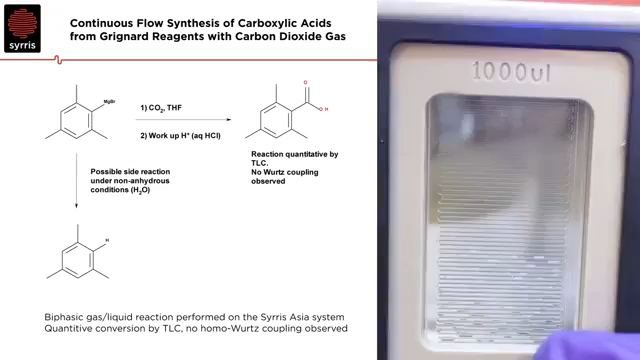 syrris
Continuous Flow Synthesis of Carboxylic Acids
from Grignard Reagents with Carbon Dioxide Gas
MgBr
1) CO₂, THF
2) Work up H⁺ (aq HCl)
O
OH
Possible side reaction
under non-anhydrous
conditions (H₂O)
Reaction quantitative by
TLC.
No Wurtz coupling
observed
H
Biphasic gas/liquid reaction performed on the Syrris Asia system
Quantitive conversion by TLC, no homo-Wurtz coupling observed
1000ul